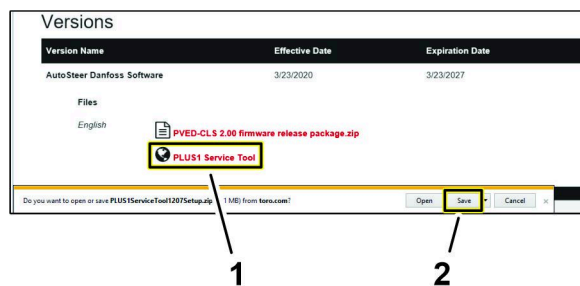 Versions
Version Name Effective Date Expiration Date
AutoSteer Danfoss Software 3/23/2020 3/23/2027
Files
English
PVED-CLS 2.00 firmware release package.zip
PLUS1 Service Tool
Do you want to open or save PLUS1ServiceTool1207Setup.zip 1 MB) from toro.com? Open Save Cancel ×
1 2